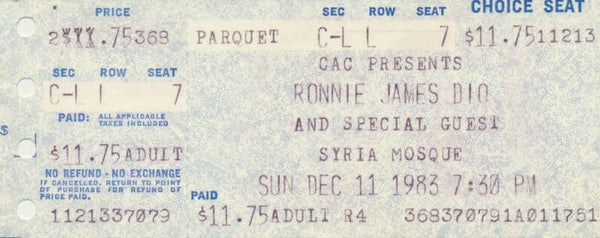 PRICE
2*11.75368
SEC ROW SEAT
C-L L 7
PAID: ALL APPLICABLE TAXES INCLUDED
$
$11.75ADULT
NO REFUND - NO EXCHANGE
IF CANCELLED, RETURN TO POINT
OF PURCHASE FOR REFUND OF
PRICE PAID.
1121337079
CHOICE SEAT
SEC ROW SEAT
PARQUET C-L L 7 $11.7511213
CAC PRESENTS
RONNIE JAMES DIO
AND SPECIAL GUEST
SYRIA MOSQUE
SUN DEC 11 1983 7:30 PM
PAID
$11.75ADULT R4 368370791A011761